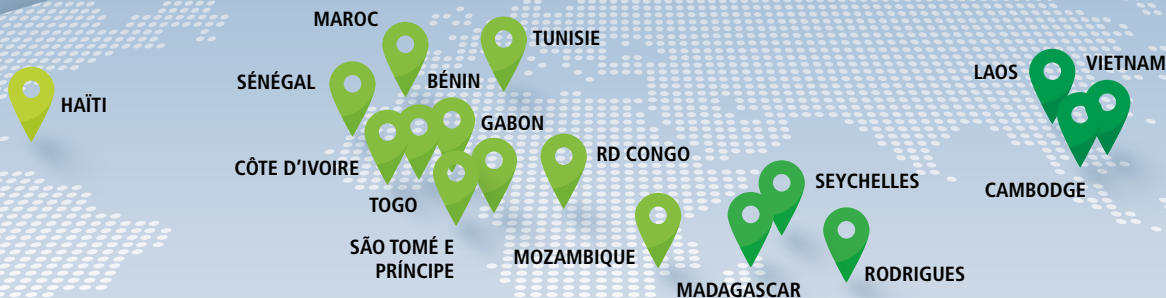 MAROC
TUNISIE
SÉNÉGAL
BÉNIN
LAOS
VIETNAM
HAÏTI
GABON
CÔTE D'IVOIRE
RD CONGO
SEYCHELLES
CAMBODGE
TOGO
SÃO TOMÉ E
PRÍNCIPE
MOZAMBIQUE
RODRIGUES
MADAGASCAR